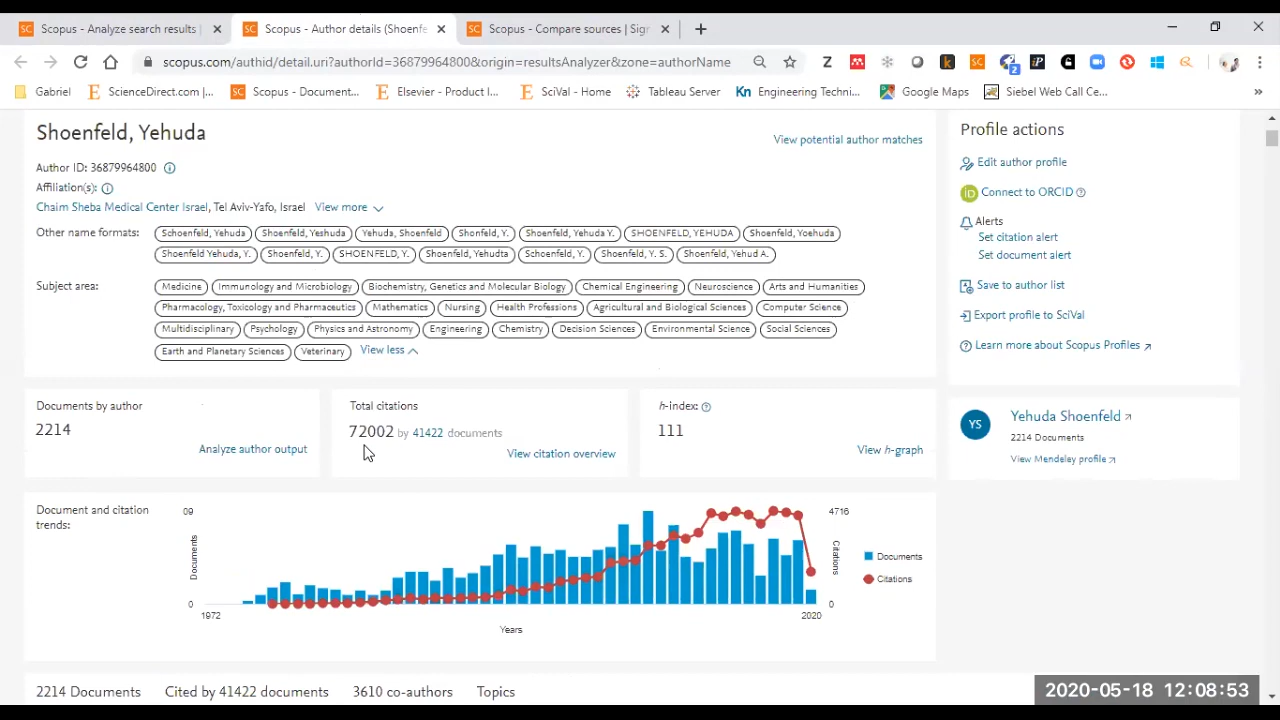 Scopus - Analyze search results |
Scopus - Author details (Shoenfe
Scopus - Compare sources | Sig
scopus.com/authid/detail.uri?authorId=36879964800&origin=resultsAnalyzer&zone=authorName
Gabriel
ScienceDirect.com |...
Scopus - Document...
Elsevier - Product I...
SciVal - Home
Tableau Server
Kn Engineering Techni...
Google Maps
Siebel Web Call Ce...
Shoenfeld, Yehuda
View potential author matches
Author ID: 36879964800
Affiliation(s):
Chaim Sheba Medical Center Israel, Tel Aviv-Yafo, Israel View more
Other name formats: Schoenfeld, Yehuda Shoenfeld, Yeshuda Yehuda, Shoenfeld Shonfeld, Y. Shoenfeld, Yehuda Y. SHOENFELD, YEHUDA Shoenfeld, Yoehuda
Shoenfeld Yehuda, Y. Shoenfeld, Y. SHOENFELD, Y. Shoenfeld, Yehudta Schoenfeld, Y. Shoenfeld, Y. S. Shoenfeld, Yehud A.
Subject area: Medicine Immunology and Microbiology Biochemistry, Genetics and Molecular Biology Chemical Engineering Neuroscience Arts and Humanities
Pharmacology, Toxicology and Pharmaceutics Mathematics Nursing Health Professions Agricultural and Biological Sciences Computer Science
Multidisciplinary Psychology Physics and Astronomy Engineering Chemistry Decision Sciences Environmental Science Social Sciences
Earth and Planetary Sciences Veterinary View less
Profile actions
Edit author profile
Connect to ORCID
Alerts
Set citation alert
Set document alert
Save to author list
Export profile to SciVal
Learn more about Scopus Profiles
Documents by author
2214
Analyze author output
Total citations
72002 by 41422 documents
View citation overview
h-index:
111
View h-graph
YS
Yehuda Shoenfeld
2214 Documents
View Mendeley profile
Document and citation
trends:
09
Documents
0
1972
Years
2020
4716
Citations
0
Documents
Citations
2214 Documents Cited by 41422 documents 3610 co-authors Topics
2020-05-18 12:08:53